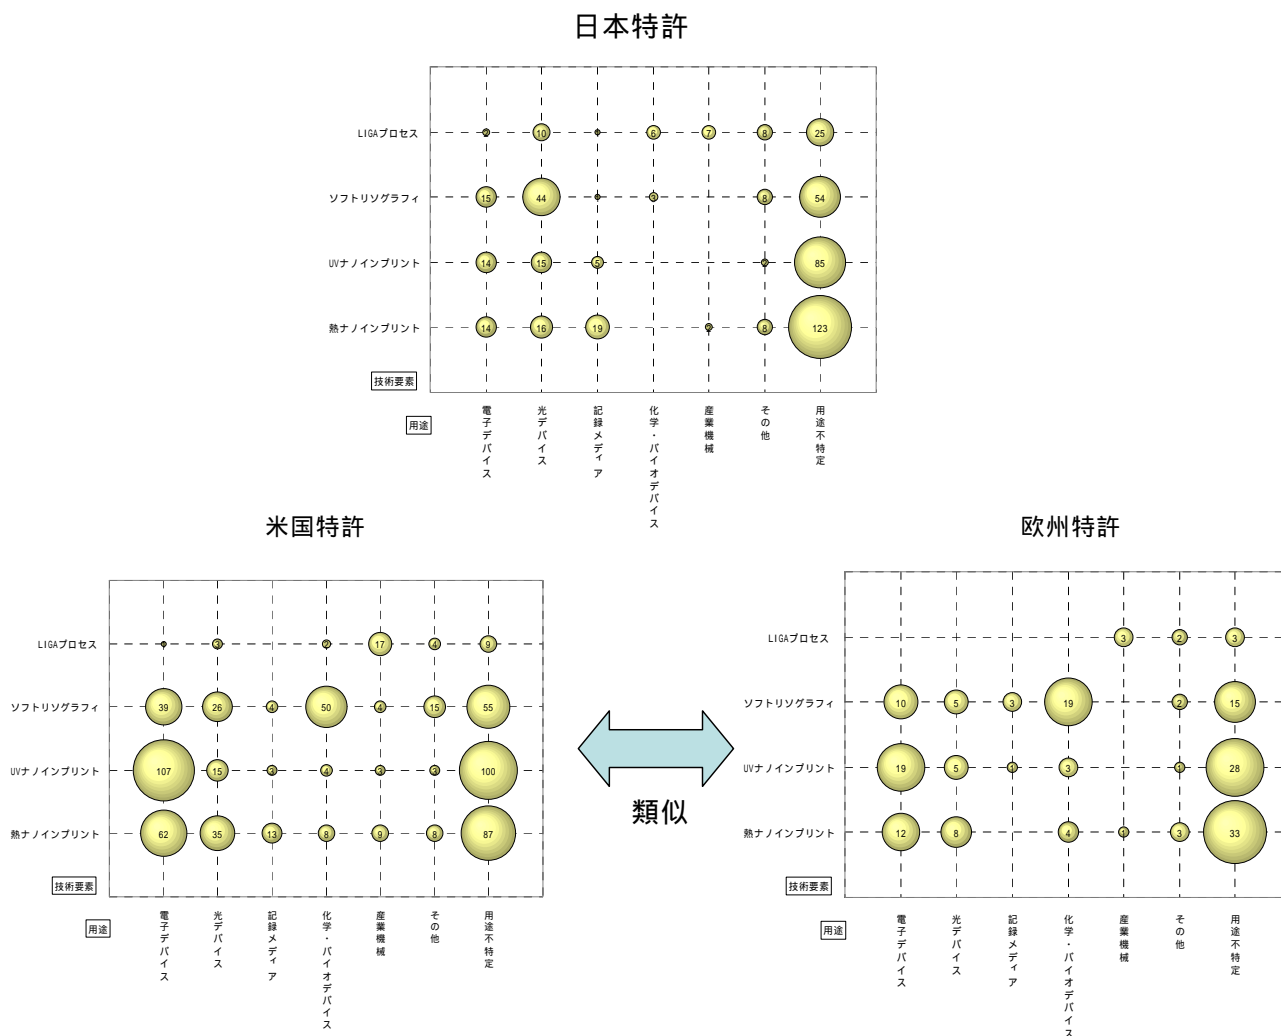 日本特許
LIGAプロセス
2
10
6
7
8
25
ソフトリソグラフィ
15
44
3
8
54
UVナノインプリント
14
15
5
2
85
熱ナノインプリント
14
16
19
2
8
123
技術要素
用途
電子デバイス
光デバイス
記録メディア
化学・バイオデバイス
産業機械
その他
用途不特定
米国特許
LIGAプロセス
3
2
17
4
9
ソフトリソグラフィ
39
26
4
50
4
15
55
UVナノインプリント
107
15
3
4
3
3
100
熱ナノインプリント
62
35
13
8
9
8
87
技術要素
用途
電子デバイス
光デバイス
記録メディア
化学・バイオデバイス
産業機械
その他
用途不特定
類似
欧州特許
LIGAプロセス
3
2
3
ソフトリソグラフィ
10
5
3
19
2
15
UVナノインプリント
19
5
1
3
1
28
熱ナノインプリント
12
8
4
1
3
33
技術要素
用途
電子デバイス
光デバイス
記録メディア
化学・バイオデバイス
産業機械
その他
用途不特定